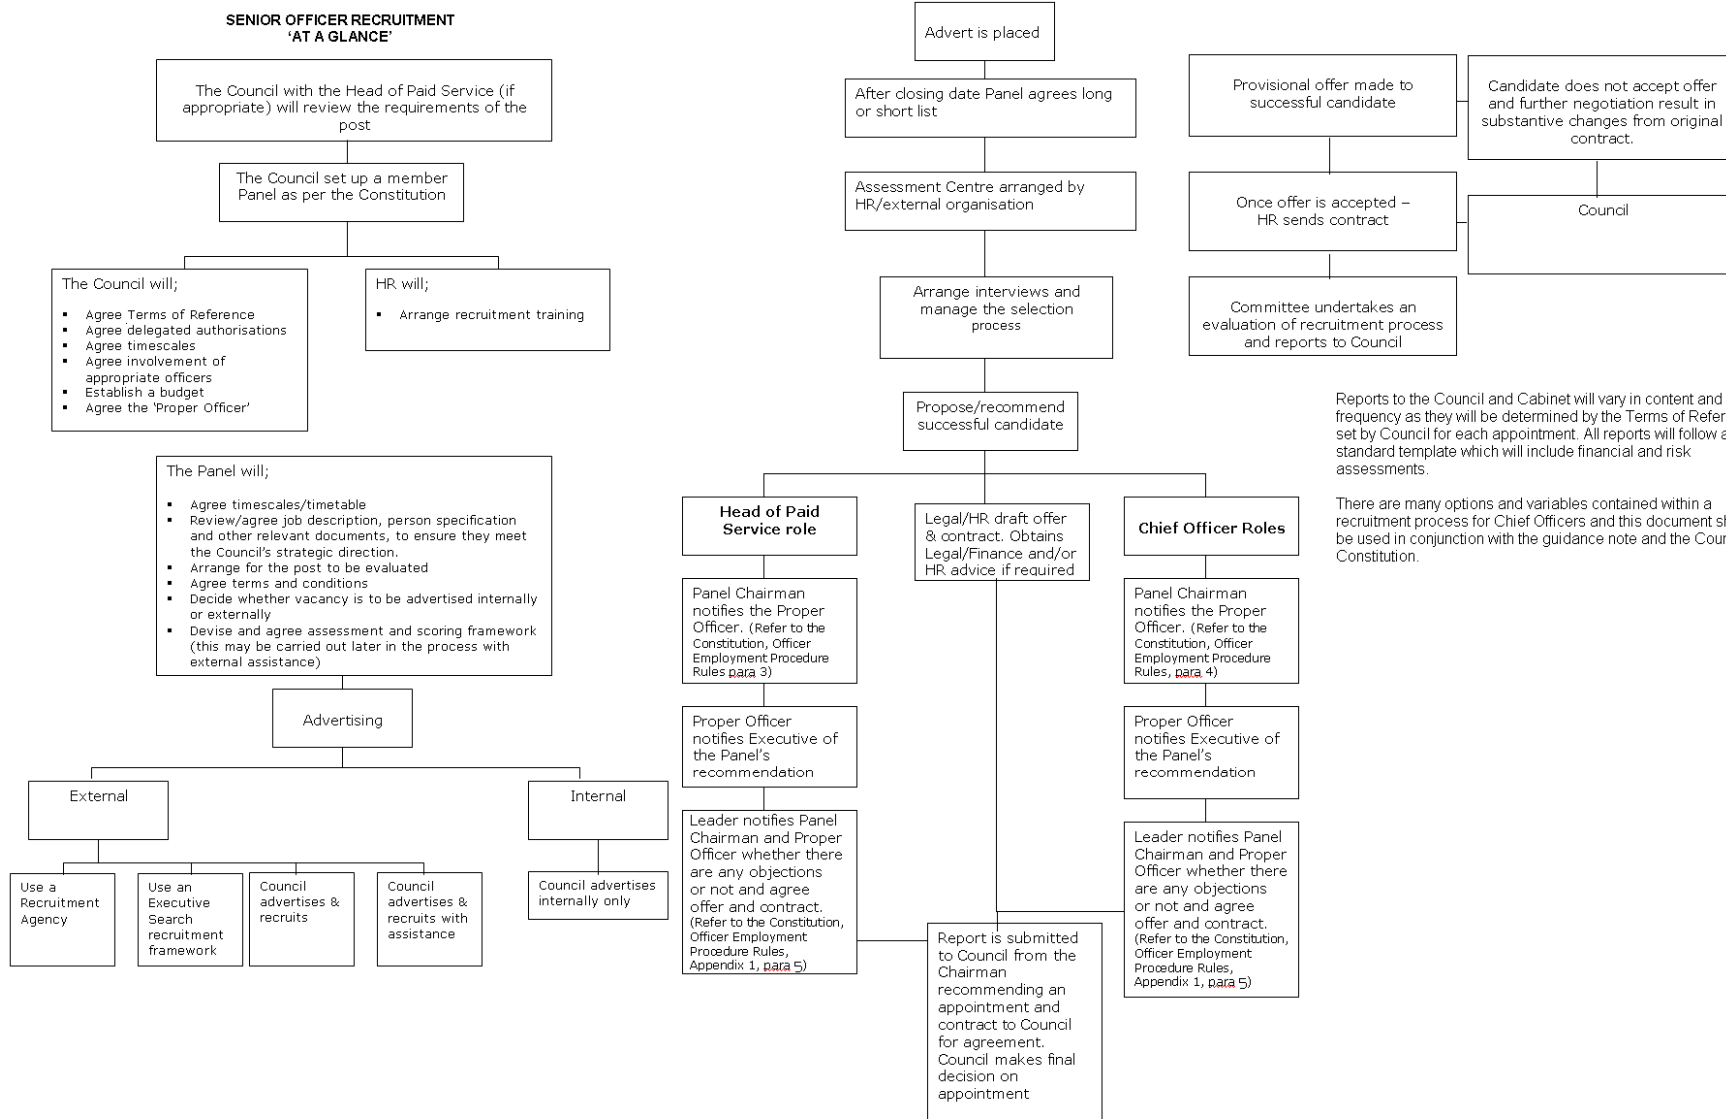 SENIOR OFFICER RECRUITMENT
‘AT A GLANCE’
The Council with the Head of Paid Service (if
appropriate) will review the requirements of the
post
The Council set up a member
Panel as per the Constitution
The Council will;
▪ Agree Terms of Reference
▪ Agree delegated authorisations
▪ Agree timescales
▪ Agree involvement of
appropriate officers
▪ Establish a budget
▪ Agree the ‘Proper Officer’
HR will;
▪ Arrange recruitment training
The Panel will;
▪ Agree timescales/timetable
▪ Review/agree job description, person specification
and other relevant documents, to ensure they meet
the Council’s strategic direction.
▪ Arrange for the post to be evaluated
▪ Agree terms and conditions
▪ Decide whether vacancy is to be advertised internally
or externally
▪ Devise and agree assessment and scoring framework
(this may be carried out later in the process with
external assistance)
Advertising
External
Internal
Use a
Recruitment
Agency
Use an
Executive
Search
recruitment
framework
Council
advertises &
recruits
Council
advertises &
recruits with
assistance
Council advertises
internally only
Advert is placed
After closing date Panel agrees long
or short list
Assessment Centre arranged by
HR/external organisation
Arrange interviews and
manage the selection
process
Propose/recommend
successful candidate
Head of Paid
Service role
Panel Chairman
notifies the Proper
Officer. (Refer to the
Constitution, Officer
Employment Procedure
Rules para 3)
Proper Officer
notifies Executive of
the Panel’s
recommendation
Leader notifies Panel
Chairman and Proper
Officer whether there
are any objections
or not and agree
offer and contract.
(Refer to the Constitution,
Officer Employment
Procedure Rules,
Appendix 1, para 5)
Legal/HR draft offer
& contract. Obtains
Legal/Finance and/or
HR advice if required
Chief Officer Roles
Panel Chairman
notifies the Proper
Officer. (Refer to the
Constitution, Officer
Employment Procedure
Rules, para 4)
Proper Officer
notifies Executive of
the Panel’s
recommendation
Leader notifies Panel
Chairman and Proper
Officer whether there
are any objections
or not and agree
offer and contract.
(Refer to the Constitution,
Officer Employment
Procedure Rules,
Appendix 1, para 5)
Report is submitted
to Council from the
Chairman
recommending an
appointment and
contract to Council
for agreement.
Council makes final
decision on
appointment
Provisional offer made to
successful candidate
Candidate does not accept offer
and further negotiation result in
substantive changes from original
contract.
Once offer is accepted –
HR sends contract
Council
Committee undertakes an
evaluation of recruitment process
and reports to Council
Reports to the Council and Cabinet will vary in content and
frequency as they will be determined by the Terms of
set by Council for each appointment. All reports will follow a
standard template which will include financial and risk
assessments.
There are many options and variables contained within a
recruitment process for Chief Officers and this document
be used in conjunction with the guidance note and the
Constitution.